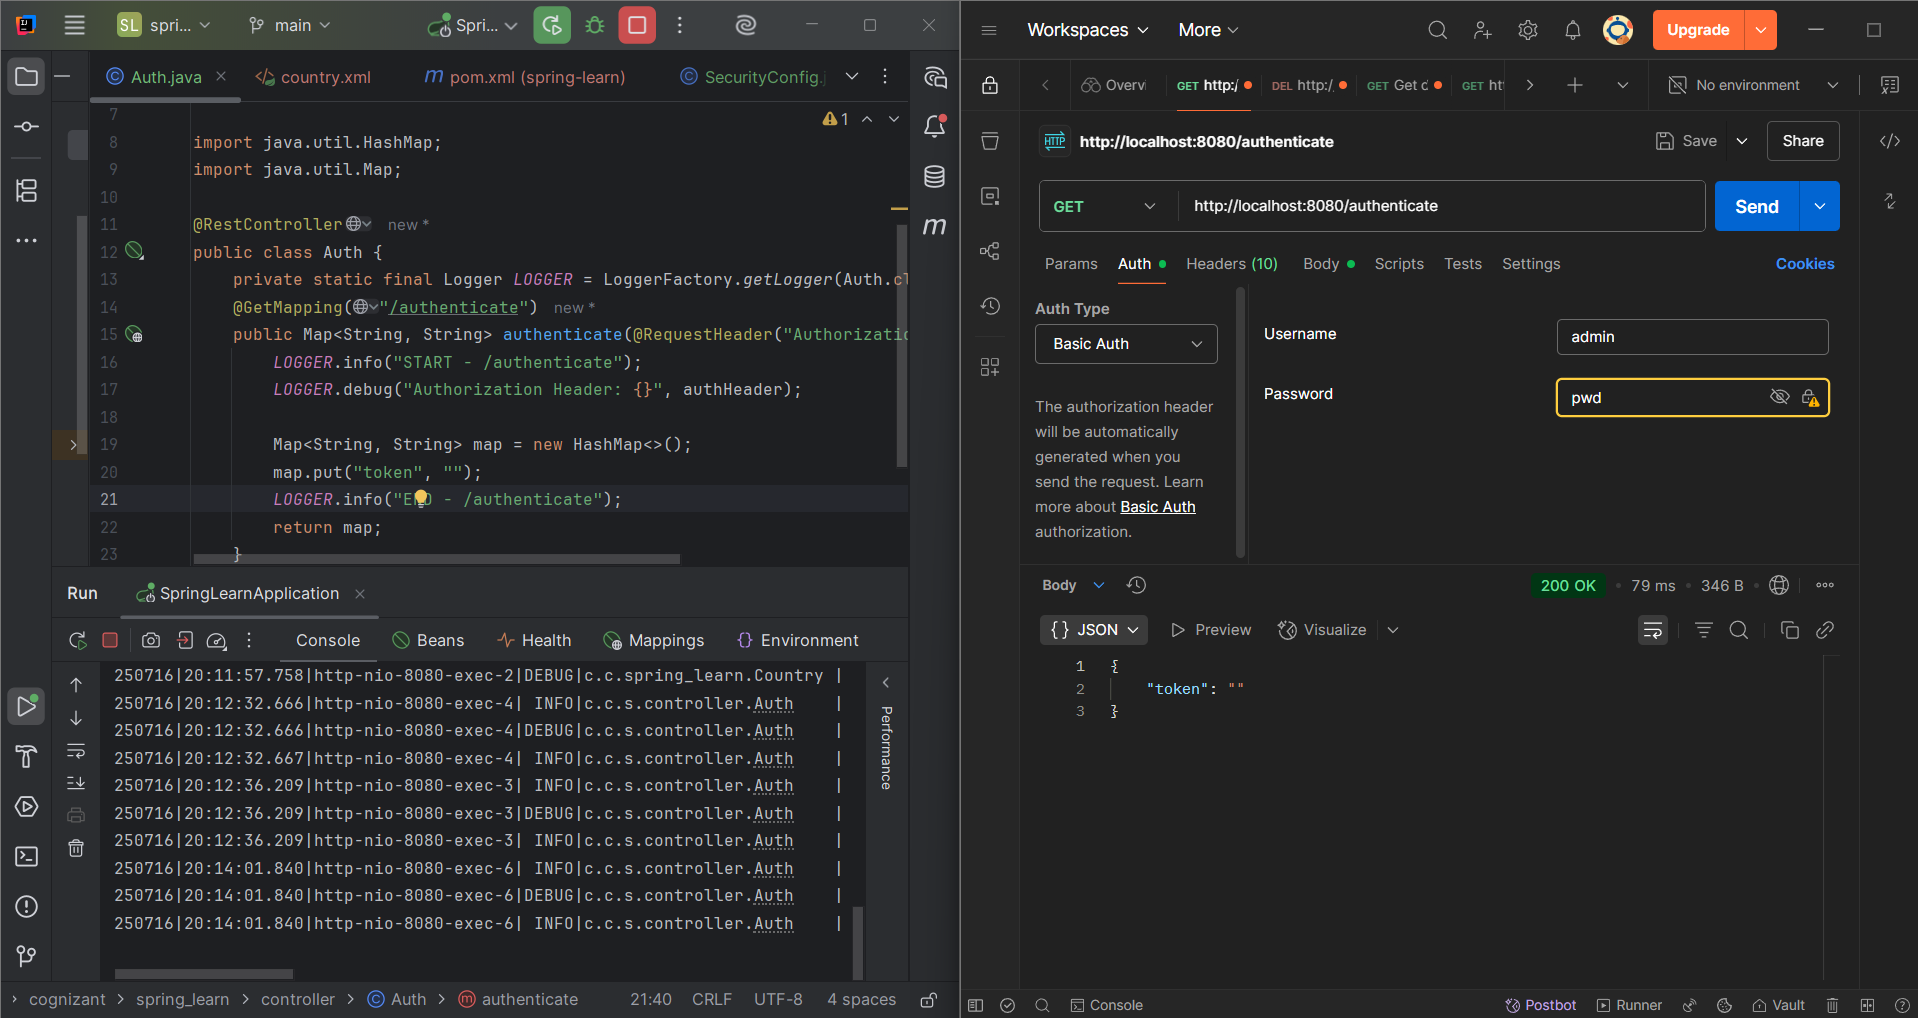 SL spri... main Spri...
Auth.java country.xml pom.xml (spring-learn) SecurityConfig.j
1
7
8 import java.util.HashMap;
9 import java.util.Map;
10
11 @RestController new *
12 public class Auth {
13 private static final Logger LOGGER = LoggerFactory.getLogger(Auth.cl
14 @GetMapping("/authenticate") new *
15 public Map<String, String> authenticate(@RequestHeader("Authorizatio
16 LOGGER.info("START - /authenticate");
17 LOGGER.debug("Authorization Header: {}", authHeader);
18
19 Map<String, String> map = new HashMap<>();
20 map.put("token", "");
21 LOGGER.info("END - /authenticate");
22 return map;
23 }
Run SpringLearnApplication
Console Beans Health Mappings Environment
250716|20:11:57.758|http-nio-8080-exec-2|DEBUG|c.c.spring_learn.Country |
250716|20:12:32.666|http-nio-8080-exec-4| INFO|c.c.s.controller.Auth |
250716|20:12:32.666|http-nio-8080-exec-4|DEBUG|c.c.s.controller.Auth |
250716|20:12:32.667|http-nio-8080-exec-4| INFO|c.c.s.controller.Auth |
250716|20:12:36.209|http-nio-8080-exec-3| INFO|c.c.s.controller.Auth |
250716|20:12:36.209|http-nio-8080-exec-3|DEBUG|c.c.s.controller.Auth |
250716|20:12:36.209|http-nio-8080-exec-3| INFO|c.c.s.controller.Auth |
250716|20:14:01.840|http-nio-8080-exec-6| INFO|c.c.s.controller.Auth |
250716|20:14:01.840|http-nio-8080-exec-6|DEBUG|c.c.s.controller.Auth |
250716|20:14:01.840|http-nio-8080-exec-6| INFO|c.c.s.controller.Auth |
Performance
cognizant > spring_learn > controller > Auth > authenticate 21:40 CRLF UTF-8 4 spaces
Workspaces More Upgrade
Overvi GET http:/ DEL http:/. GET Get c GET ht No environment
HTTP http://localhost:8080/authenticate Save Share
GET http://localhost:8080/authenticate Send
Params Auth Headers (10) Body Scripts Tests Settings Cookies
Auth Type
Basic Auth
The authorization header
will be automatically
generated when you
send the request. Learn
more about Basic Auth
authorization.
Username admin
Password pwd
Body 200 OK 79 ms 346 B
{} JSON Preview Visualize
1 {
2 "token": ""
3 }
Console Postbot Runner Vault